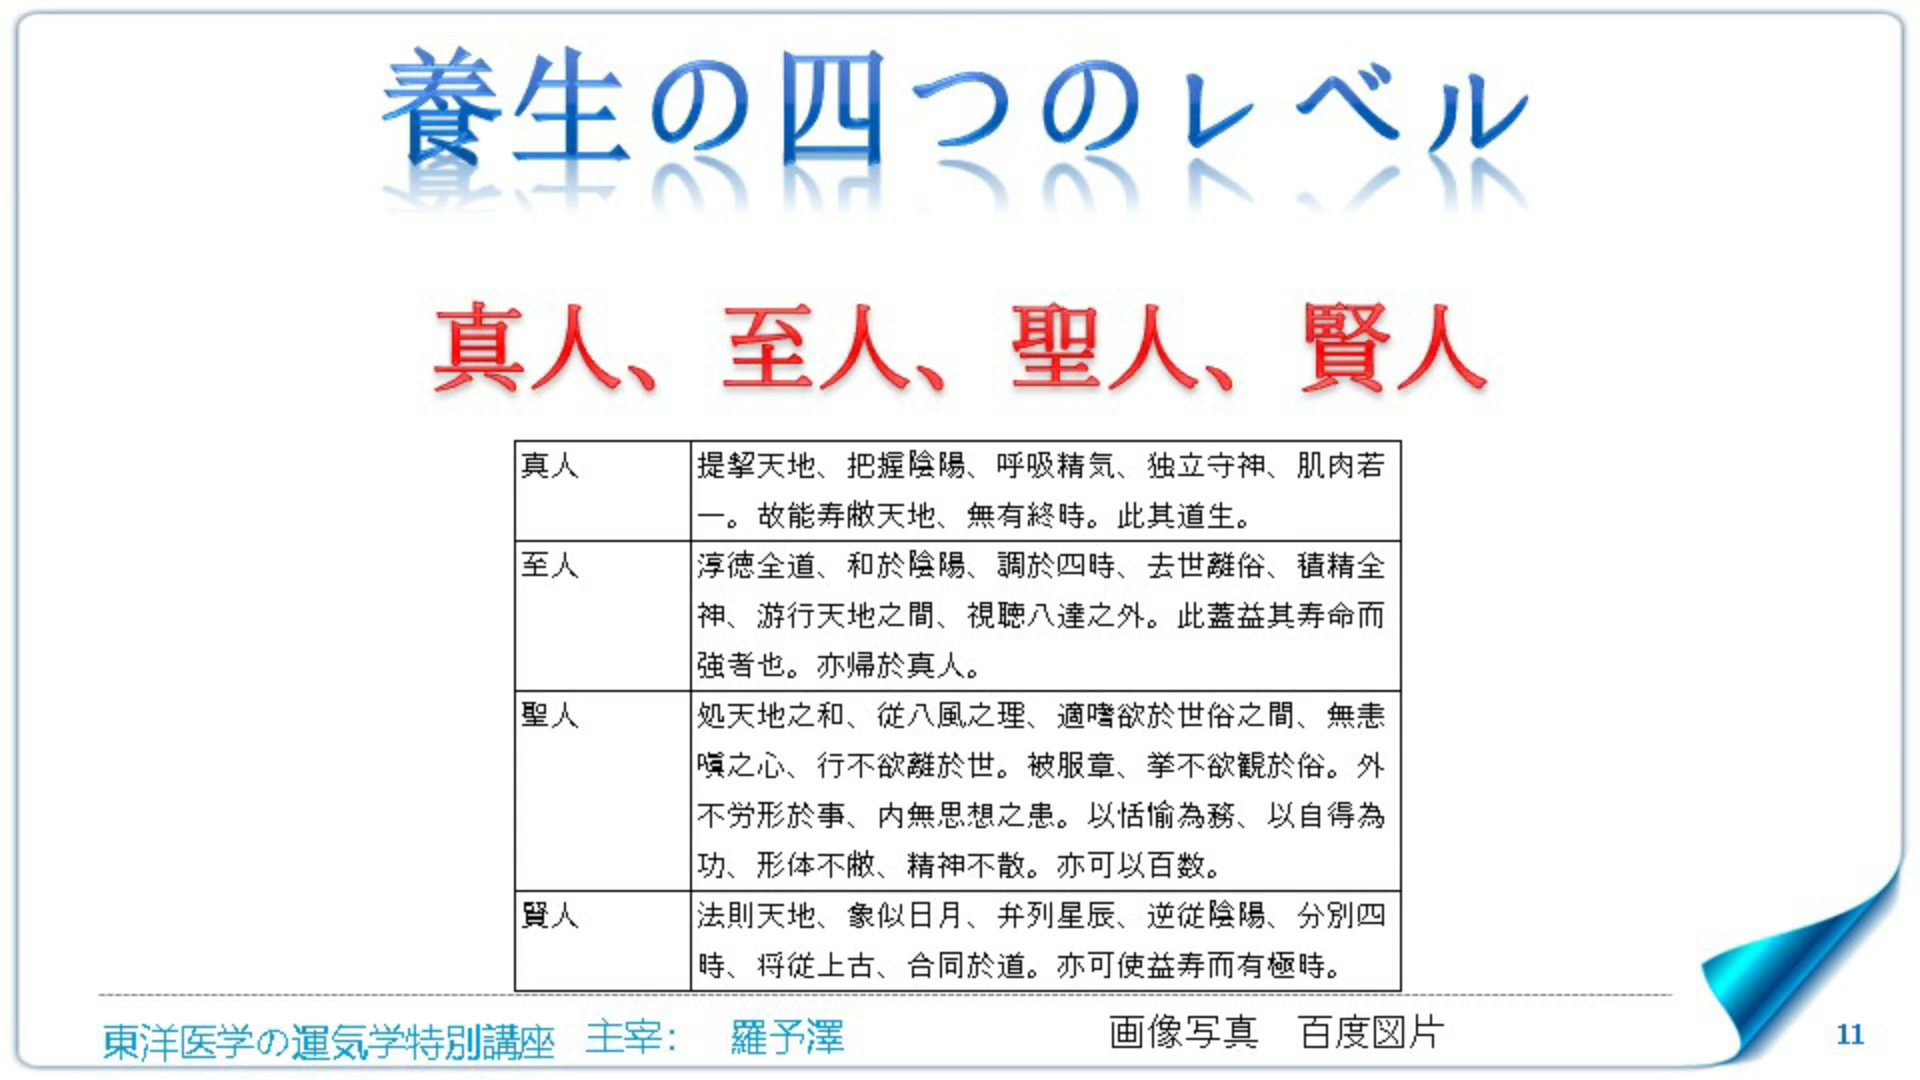 養生の四つのレベル
真人、至人、聖人、賢人
真人
提挈天地、把握陰陽、呼吸精気、独立守神、肌肉若
一。故能寿敝天地、無有終時。此其道生。
至人
淳徳全道、和於陰陽、調於四時、去世離俗、積精全
神、游行天地之間、視聴八達之外。此蓋益其寿命而
強者也。亦帰於真人。
聖人
処天地之和、従八風之理、適嗜欲於世俗之間、無恚
嗔之心、行不欲離於世。被服章、挙不欲観於俗。外
不労形於事、内無思想之患。以恬愉為務、以自得為
功、形体不敝、精神不散。亦可以百数。
賢人
法則天地、象似日月、弁列星辰、逆従陰陽、分別四
時、将従上古、合同於道。亦可使益寿而有極時。
東洋医学の運気学特別講座 主宰： 羅予澤 画像写真 百度図片 11